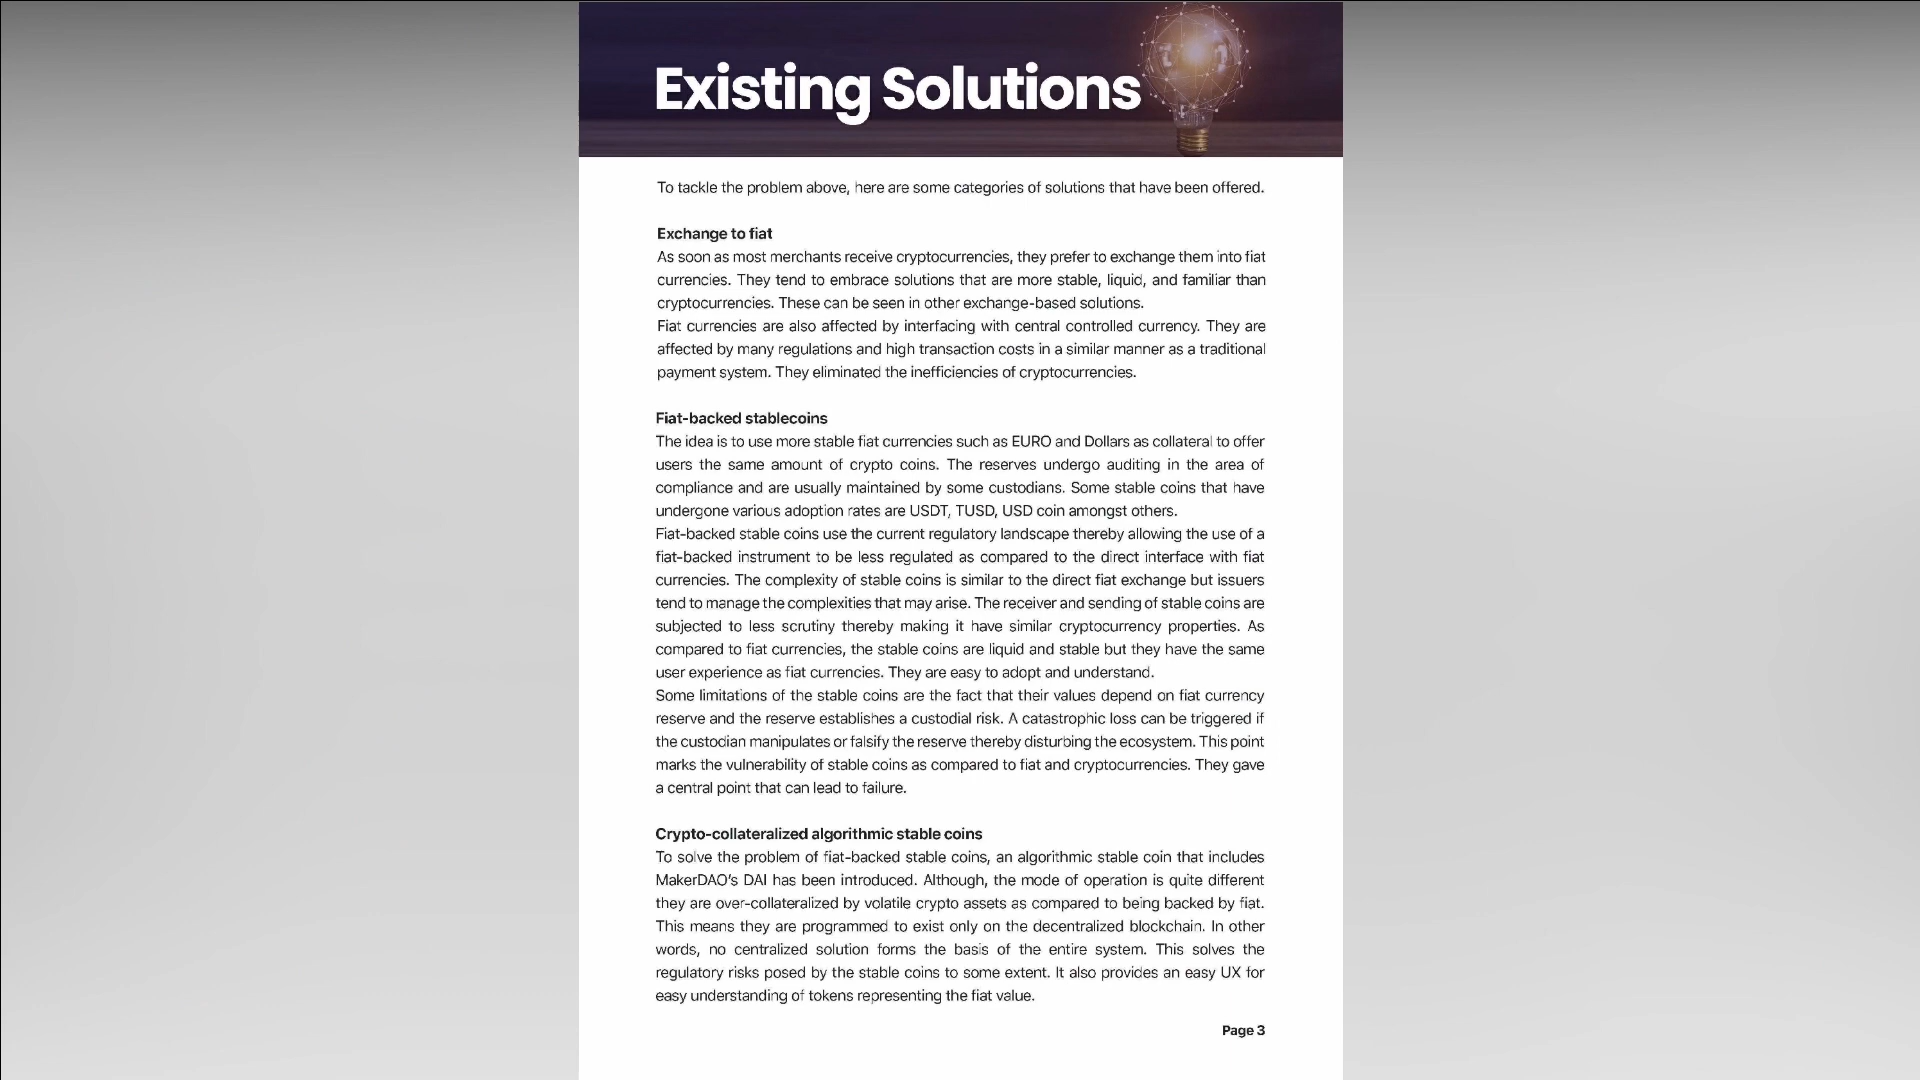 Existing Solutions
To tackle the problem above, here are some categories of solutions that have been offered.
Exchange to fiat
As soon as most merchants receive cryptocurrencies, they prefer to exchange them into fiat
currencies. They tend to embrace solutions that are more stable, liquid, and familiar than
cryptocurrencies. These can be seen in other exchange-based solutions.
Fiat currencies are also affected by interfacing with central controlled currency. They are
affected by many regulations and high transaction costs in a similar manner as a traditional
payment system. They eliminated the inefficiencies of cryptocurrencies.
Fiat-backed stablecoins
The idea is to use more stable fiat currencies such as EURO and Dollars as collateral to offer
users the same amount of crypto coins. The reserves undergo auditing in the area of
compliance and are usually maintained by some custodians. Some stable coins that have
undergone various adoption rates are USDT, TUSD, USD coin amongst others.
Fiat-backed stable coins use the current regulatory landscape thereby allowing the use of a
fiat-backed instrument to be less regulated as compared to the direct interface with fiat
currencies. The complexity of stable coins is similar to the direct fiat exchange but issuers
tend to manage the complexities that may arise. The receiver and sending of stable coins are
subjected to less scrutiny thereby making it have similar cryptocurrency properties. As
compared to fiat currencies, the stable coins are liquid and stable but they have the same
user experience as fiat currencies. They are easy to adopt and understand.
Some limitations of the stable coins are the fact that their values depend on fiat currency
reserve and the reserve establishes a custodial risk. A catastrophic loss can be triggered if
the custodian manipulates or falsify the reserve thereby disturbing the ecosystem. This point
marks the vulnerability of stable coins as compared to fiat and cryptocurrencies. They gave
a central point that can lead to failure.
Crypto-collateralized algorithmic stable coins
To solve the problem of fiat-backed stable coins, an algorithmic stable coin that includes
MakerDAO's DAI has been introduced. Although, the mode of operation is quite different
they are over-collateralized by volatile crypto assets as compared to being backed by fiat.
This means they are programmed to exist only on the decentralized blockchain. In other
words, no centralized solution forms the basis of the entire system. This solves the
regulatory risks posed by the stable coins to some extent. It also provides an easy UX for
easy understanding of tokens representing the fiat value.
Page 3